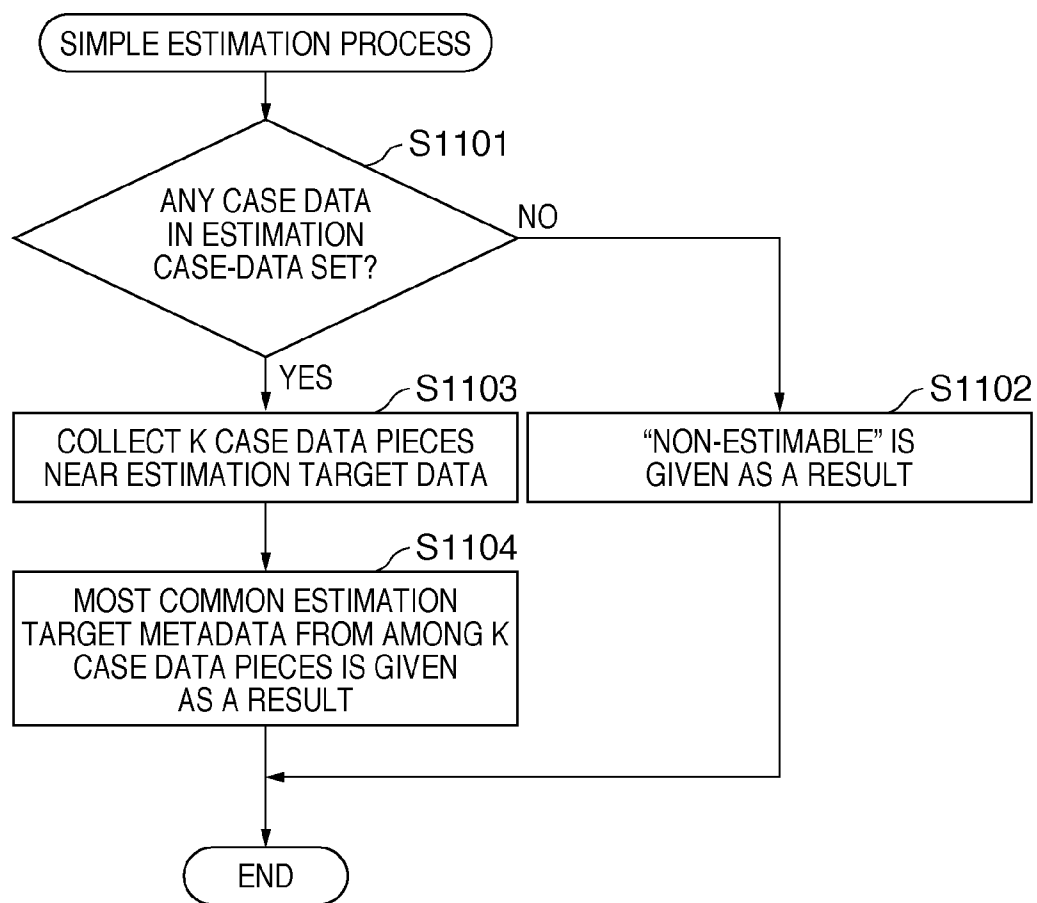 SIMPLE ESTIMATION PROCESS
S1101
ANY CASE DATA
IN ESTIMATION
CASE-DATA SET?
NO
YES
S1103
COLLECT K CASE DATA PIECES
NEAR ESTIMATION TARGET DATA
S1102
“NON-ESTIMABLE” IS
GIVEN AS A RESULT
S1104
MOST COMMON ESTIMATION
TARGET METADATA FROM AMONG K
CASE DATA PIECES IS GIVEN
AS A RESULT
END